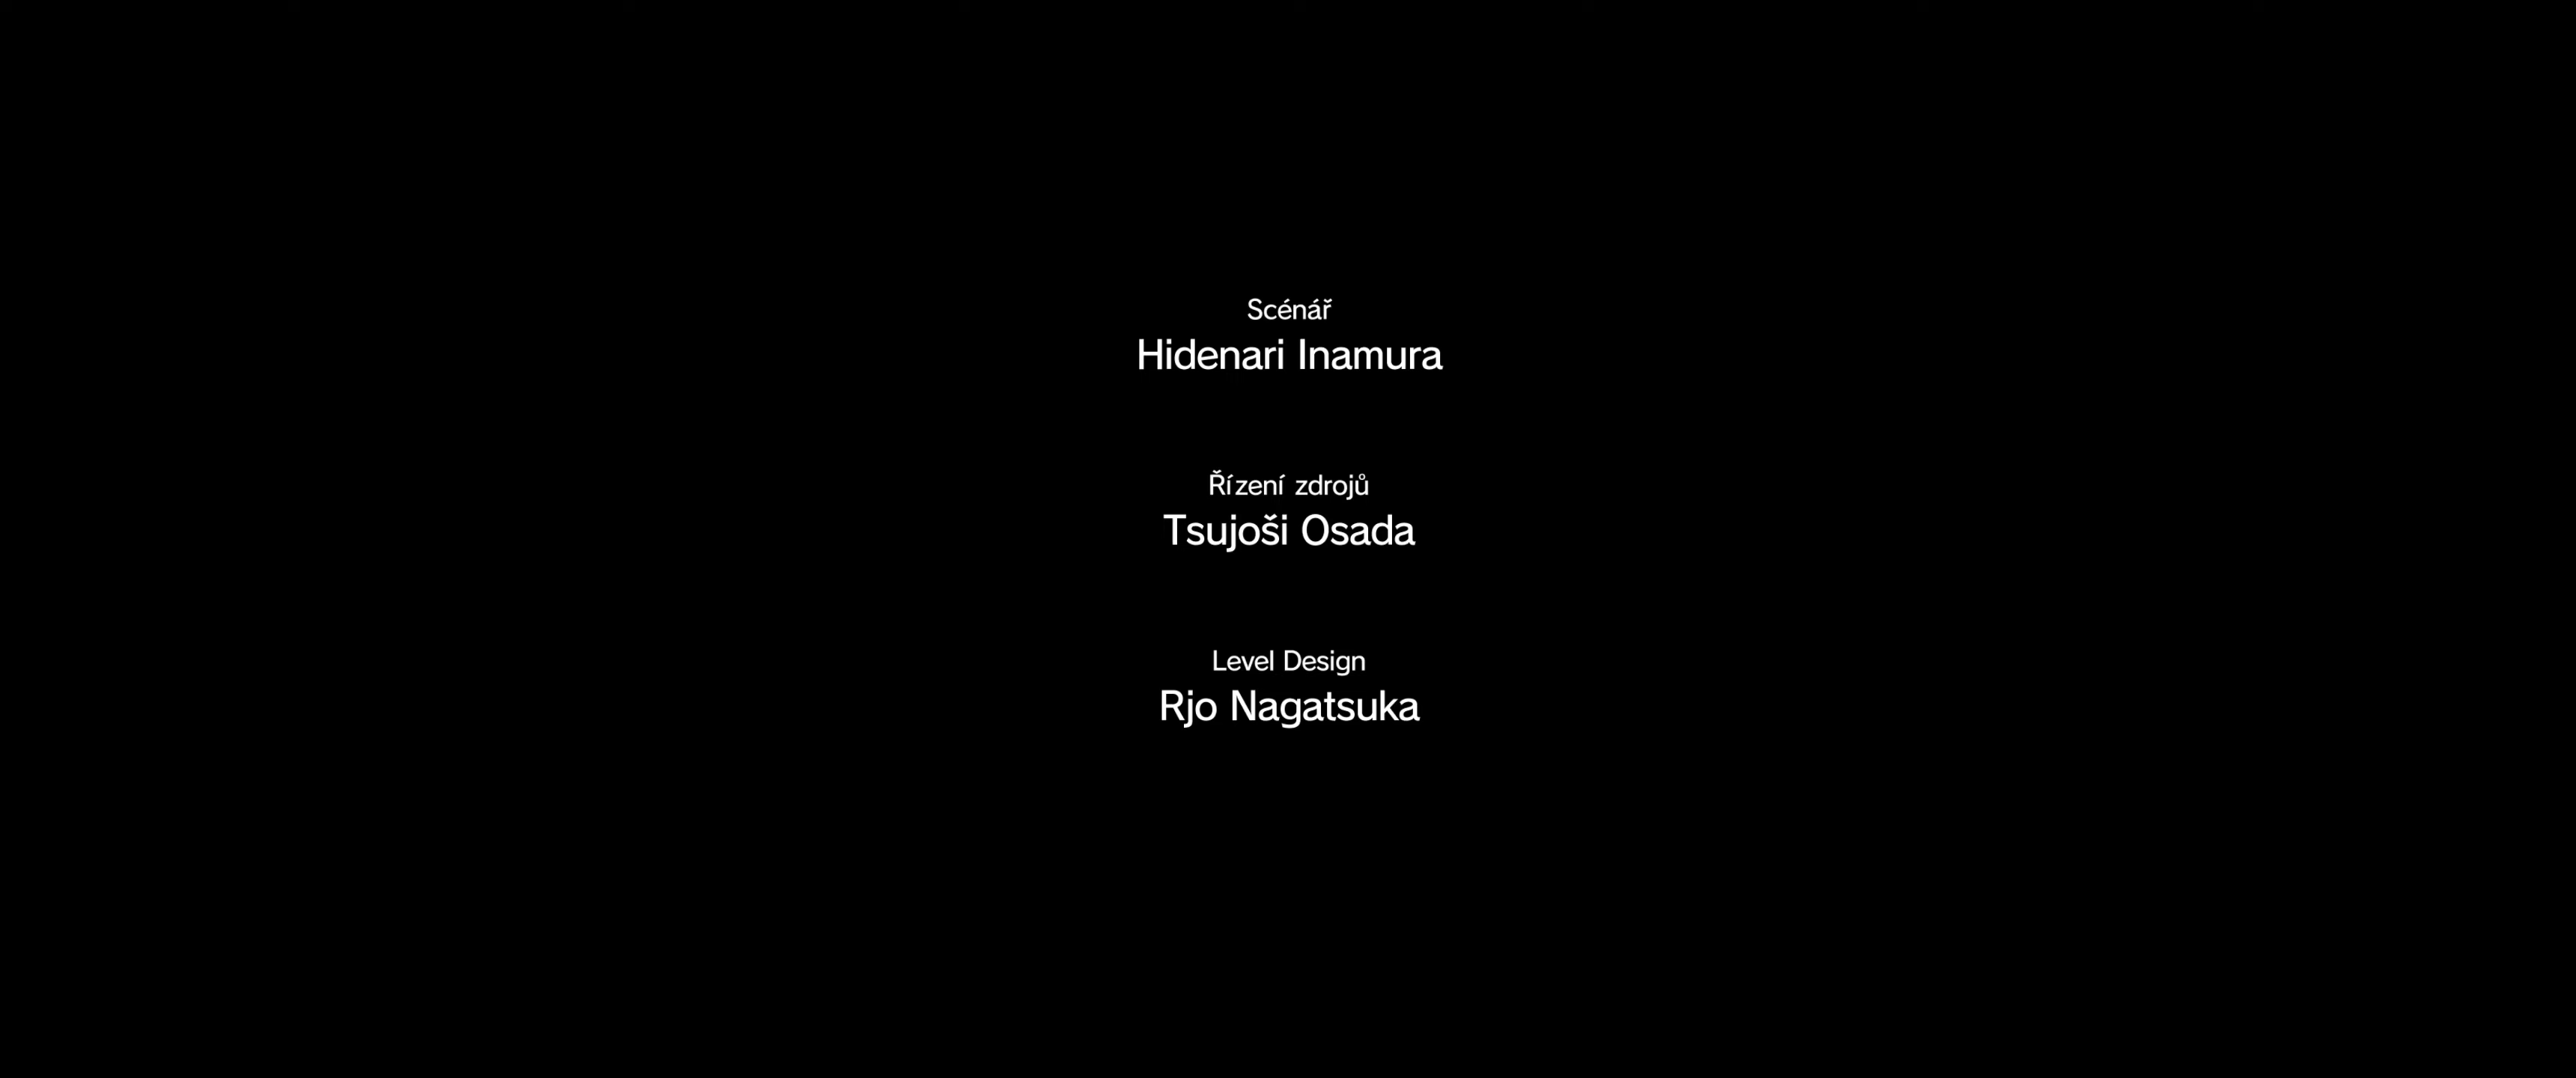 Scénář
Hidenari Inamura
Řízení zdrojů
Tsujoši Osada
Level Design
Rjo Nagatsuka